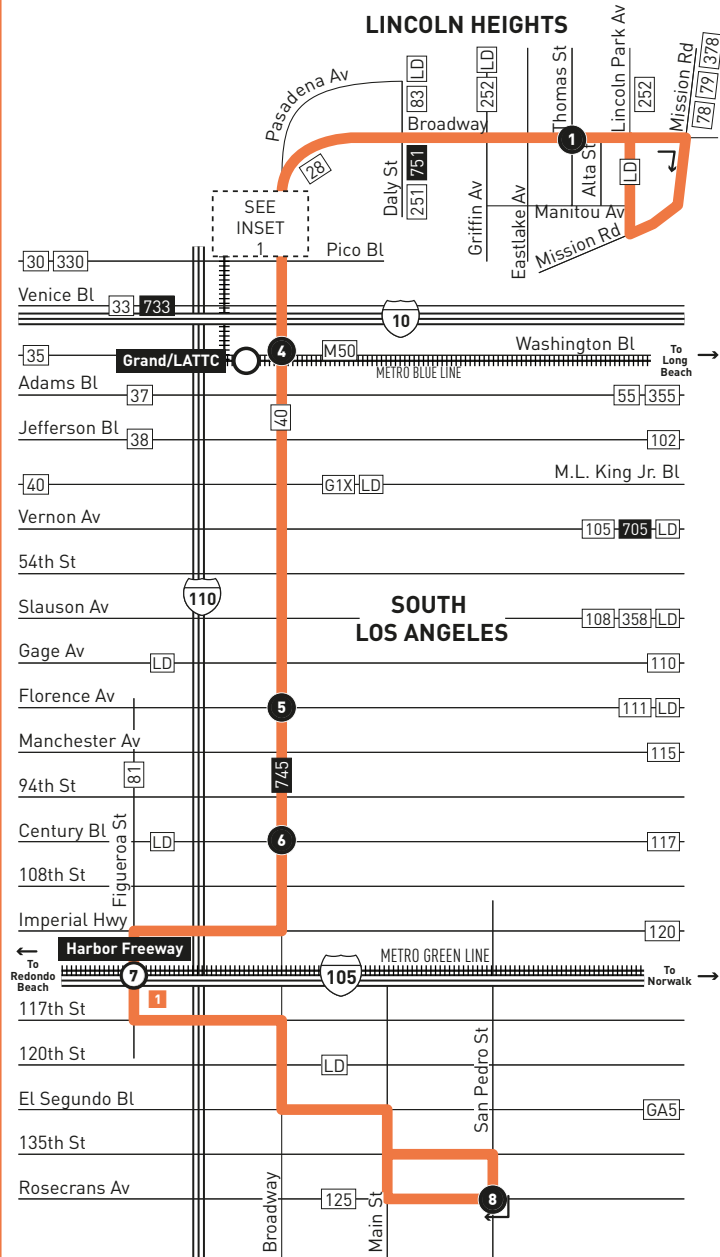 LINCOLN HEIGHTS
Pasadena Av
83 LD
252 LD
Thomas St
Lincoln Park Av
252
Mission Rd
78 79 378
Broadway
1
28
Daly St
251 751
Griffin Av
Eastlake Av
Alta St
LD
Manitou Av
Mission Rd
SEE
INSET
1
30 330
Pico Bl
Venice Bl
33 733
10
35
Grand/LATTC
4
M50
Washington Bl
METRO BLUE LINE
To
Long
Beach
Adams Bl
37
40
55 355
Jefferson Bl
38
102
40
G1X LD
M.L. King Jr. Bl
Vernon Av
105 705 LD
54th St
110
Slauson Av
SOUTH
LOS ANGELES
108 358 LD
Gage Av
LD
110
Florence Av
5
111 LD
Manchester Av
115
81
745
94th St
Century Bl
LD
6
117
Figueroa St
108th St
Imperial Hwy
120
Harbor Freeway
METRO GREEN LINE
To
Redondo
Beach
7
105
To
Norwalk
1
117th St
120th St
LD
San Pedro St
El Segundo Bl
GA5
135th St
Rosecrans Av
125
8
Broadway
Main St